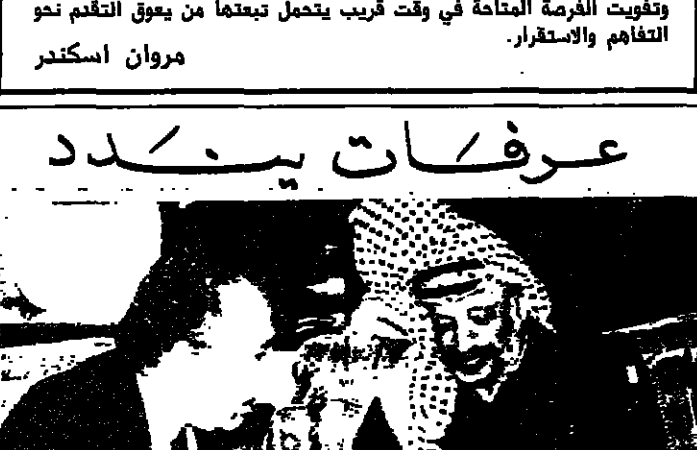 وتفويت الفرصة المتاحة في وقت قريب يتحمل تبعتها من يعوق التقدم نحو
التفاهم والاستقرار.
مروان اسكندر
عرفات يندد